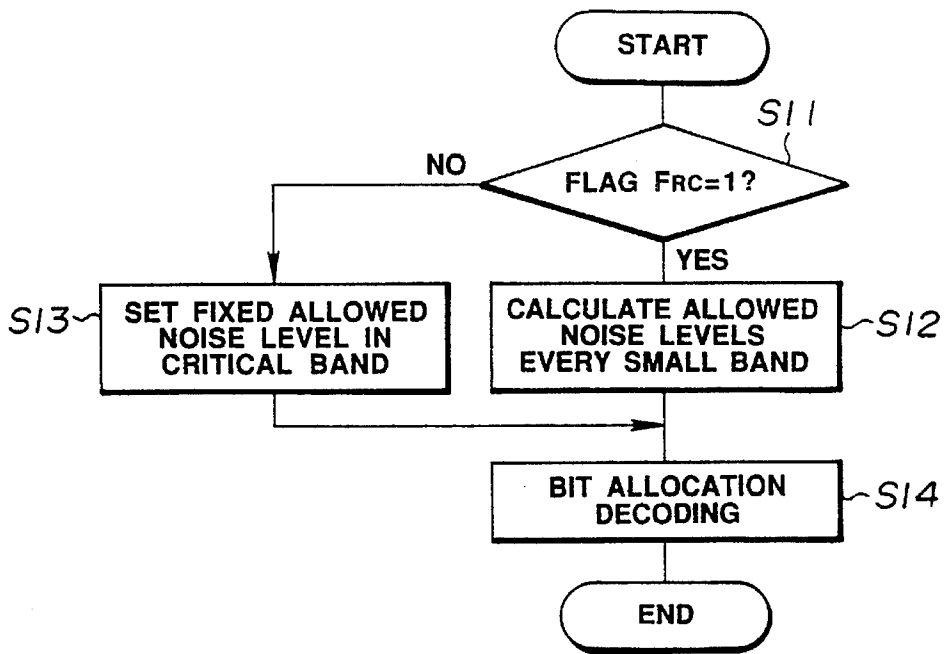 START
S11
FLAG FRC=1?
NO
YES
S13
SET FIXED ALLOWED
NOISE LEVEL IN
CRITICAL BAND
CALCULATE ALLOWED
NOISE LEVELS
EVERY SMALL BAND
S12
BIT ALLOCATION
DECODING
S14
END